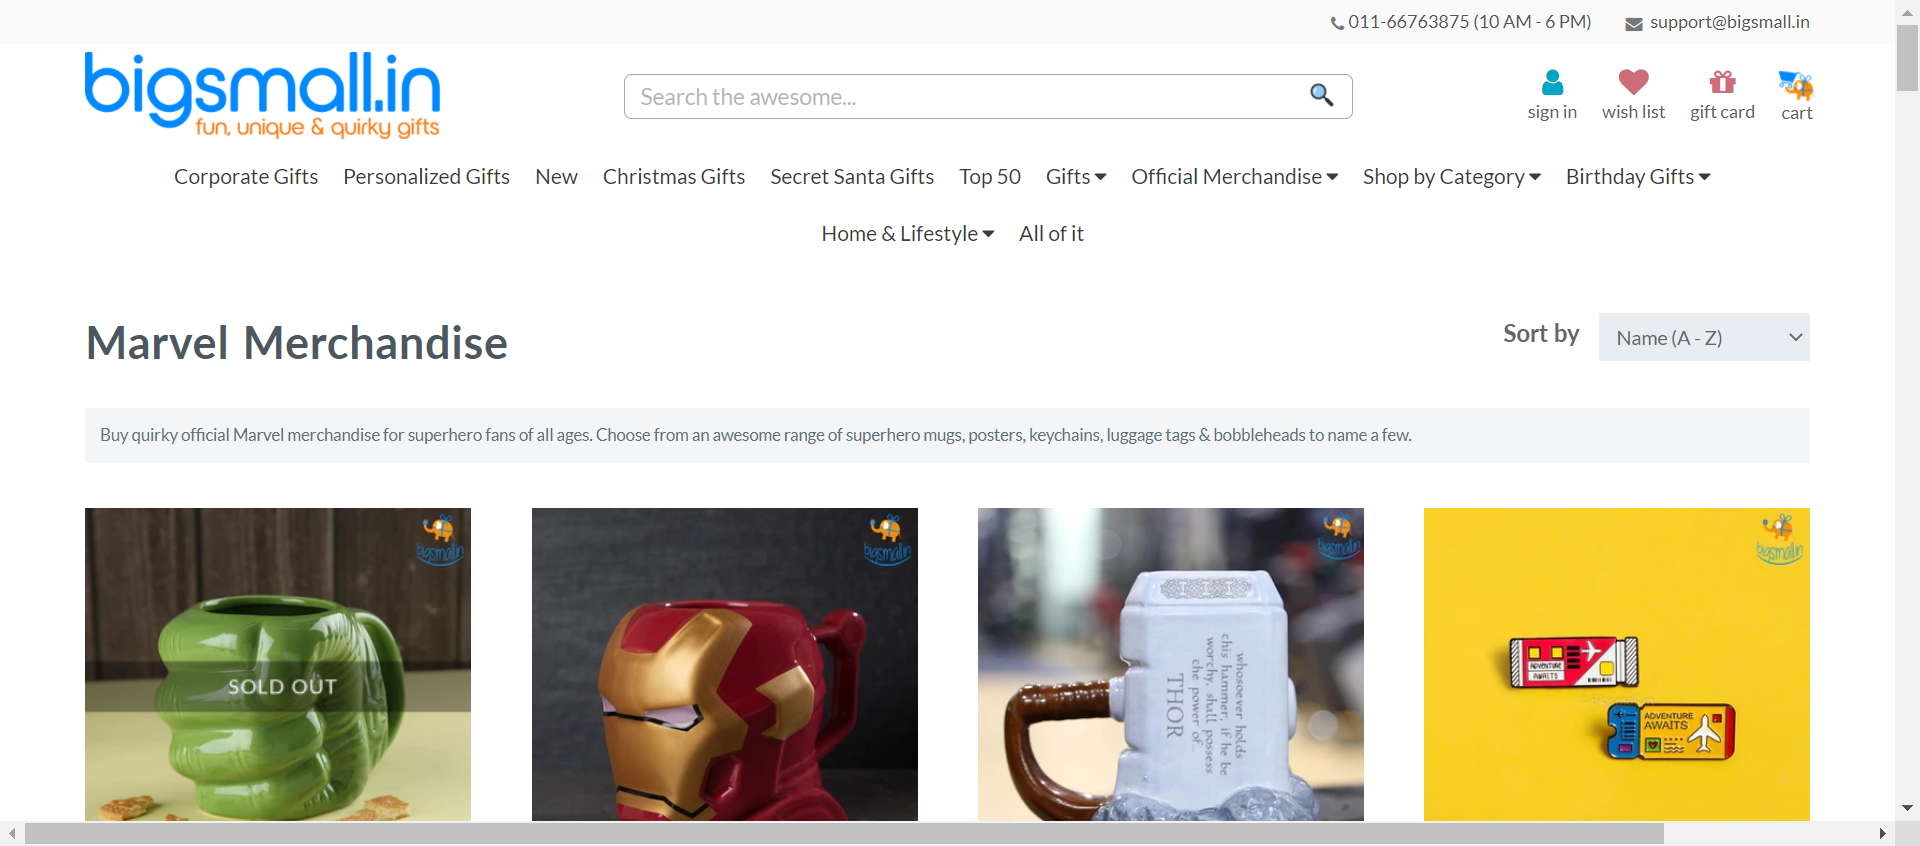 011-66763875 (10 AM - 6 PM)
support@bigsmall.in
bigsmall.in
fun, unique & quirky gifts
Search the awesome...
sign in
wish list
gift card
cart
Corporate Gifts
Personalized Gifts
New
Christmas Gifts
Secret Santa Gifts
Top 50
Gifts
Official Merchandise
Shop by Category
Birthday Gifts
Home & Lifestyle
All of it
Marvel Merchandise
Sort by
Name (A - Z)
Buy quirky official Marvel merchandise for superhero fans of all ages. Choose from an awesome range of superhero mugs, posters, keychains, luggage tags & bobbleheads to name a few.
bigsmall.in
SOLD OUT
bigsmall.in
bigsmall.in
whosoever holds
this hammer, if he be
worthy, shall possess
the power of...
THOR
bigsmall.in
ADVENTURE
AWAITS
ADVENTURE
AWAITS